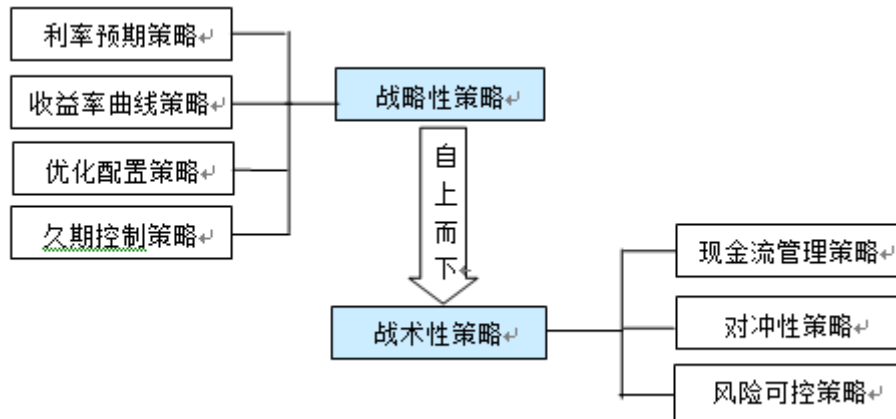 利率预期策略
收益率曲线策略
优化配置策略
久期控制策略
战略性策略
自上而下
战术性策略
现金流管理策略
对冲性策略
风险可控策略